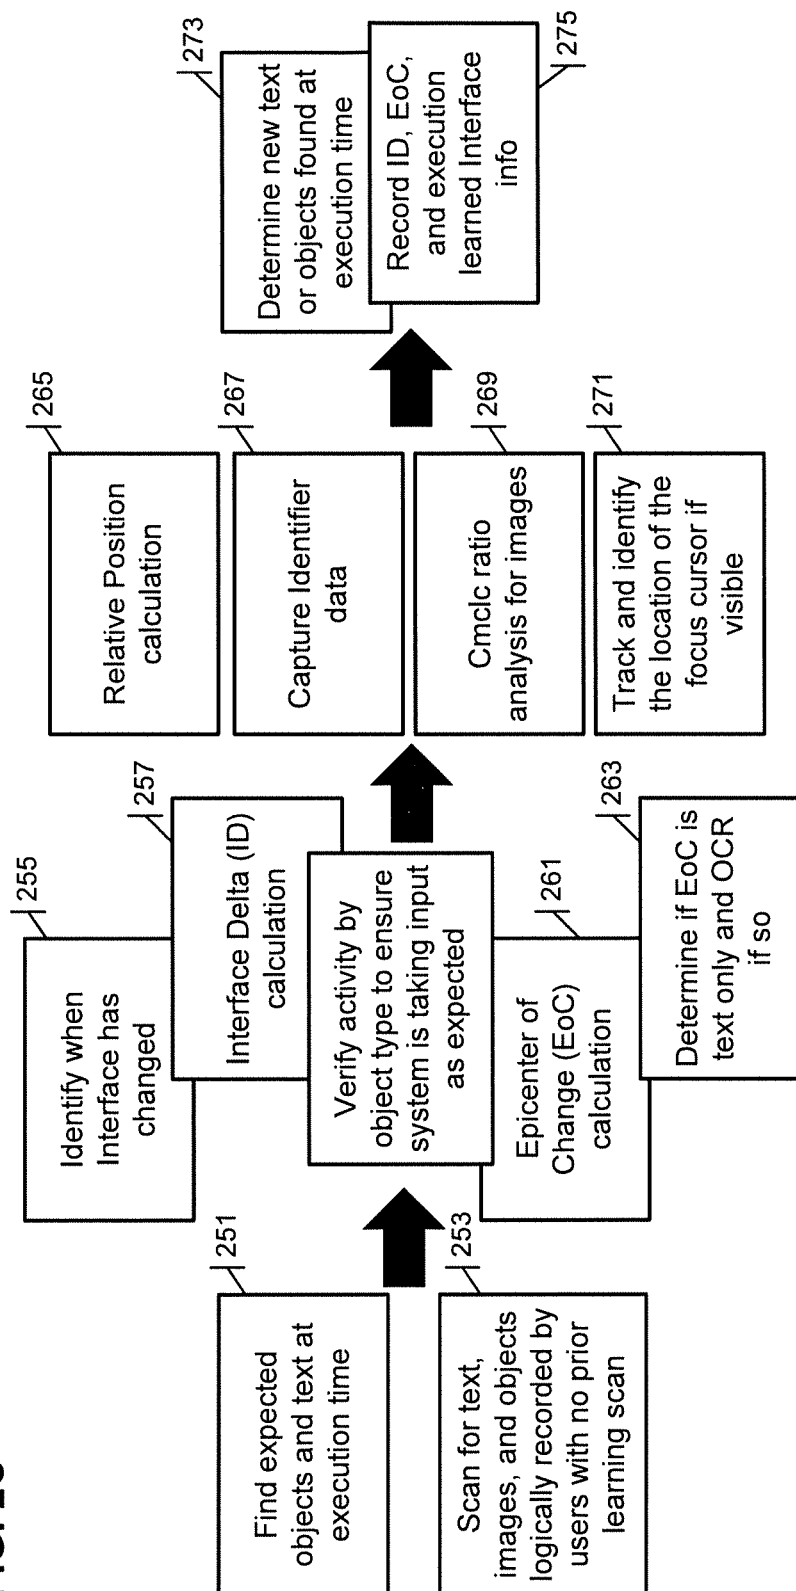 251
Find expected
objects and text at
execution time
253
Scan for text,
images, and objects
logically recorded by
users with no prior
learning scan
255
Identify when
Interface has
changed
257
Interface Delta (ID)
calculation
Verify activity by
object type to ensure
system is taking input
as expected
261
Epicenter of
Change (EoC)
calculation
263
Determine if EoC is
text only and OCR
if so
265
Relative Position
calculation
267
Capture Identifier
data
269
Cmclc ratio
analysis for images
271
Track and identify
the location of the
focus cursor if
visible
273
Determine new text
or objects found at
execution time
275
Record ID, EoC,
and execution
learned Interface
info